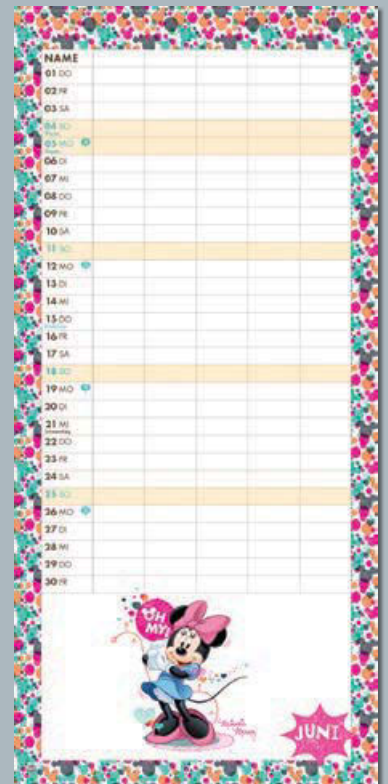 NAME
01 DO
02 FR
03 SA
04 SO
05 MO
06 DI
07 MI
08 DO
09 FR
10 SA
11 SO
12 MO
13 DI
14 MI
15 DO
16 FR
17 SA
18 SO
19 MO
20 DI
21 MI
22 DO
23 FR
24 SA
25 SO
26 MO
27 DI
28 MI
29 DO
30 FR
OH
MY!
Minnie
Mouse
JUNI